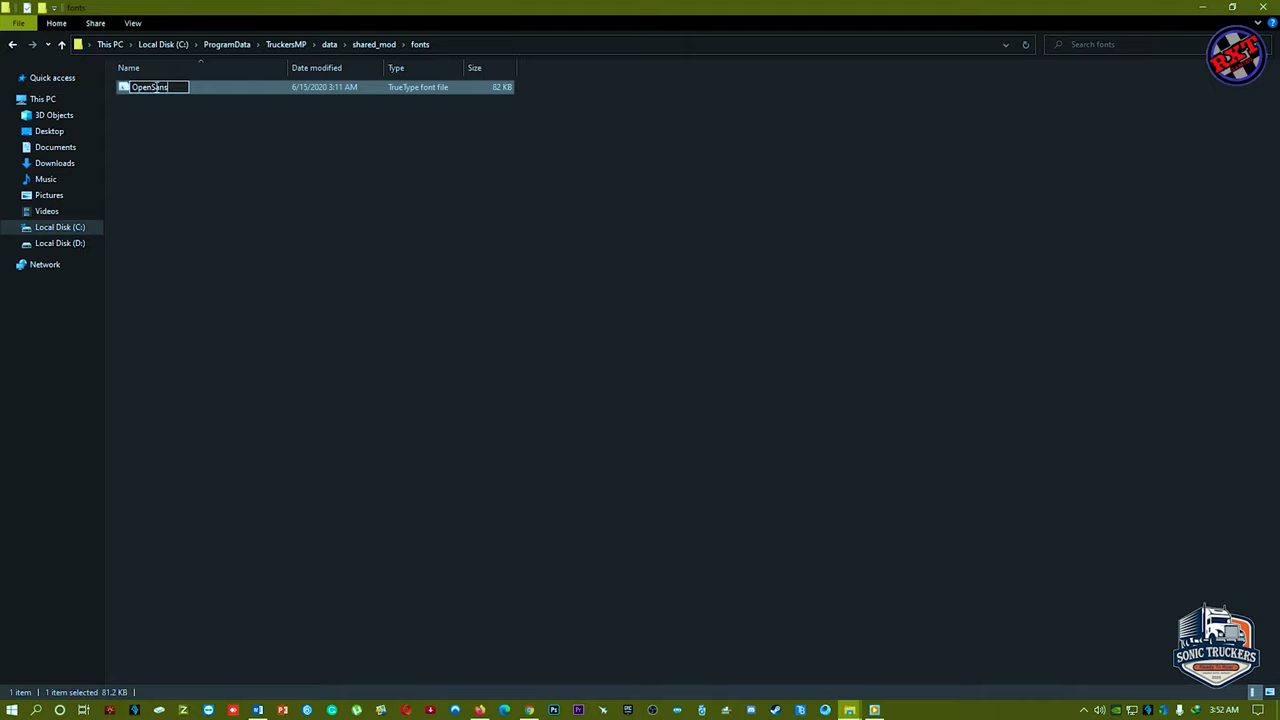 fonts
File Home Share View
This PC Local Disk (C:) ProgramData TruckersMP data shared_mod fonts
Search fonts
RXT
Name Date modified Type Size
OpenSans 6/15/2020 3:11 AM TrueType font file 82 KB
Quick access
This PC
3D Objects
Desktop
Documents
Downloads
Music
Pictures
Videos
Local Disk (C:)
Local Disk (D:)
Network
SONIC TRUCKERS
1 item 1 item selected 81.2 KB
3:52 AM